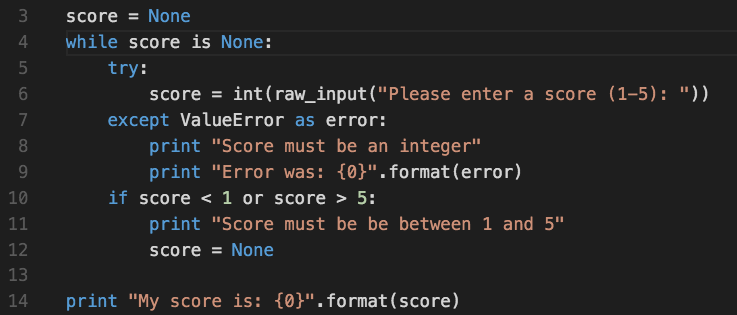 3 score = None
4 while score is None:
5     try:
6         score = int(raw_input("Please enter a score (1-5): "))
7     except ValueError as error:
8         print "Score must be an integer"
9         print "Error was: {0}".format(error)
10     if score < 1 or score > 5:
11         print "Score must be be between 1 and 5"
12         score = None
13
14 print "My score is: {0}".format(score)